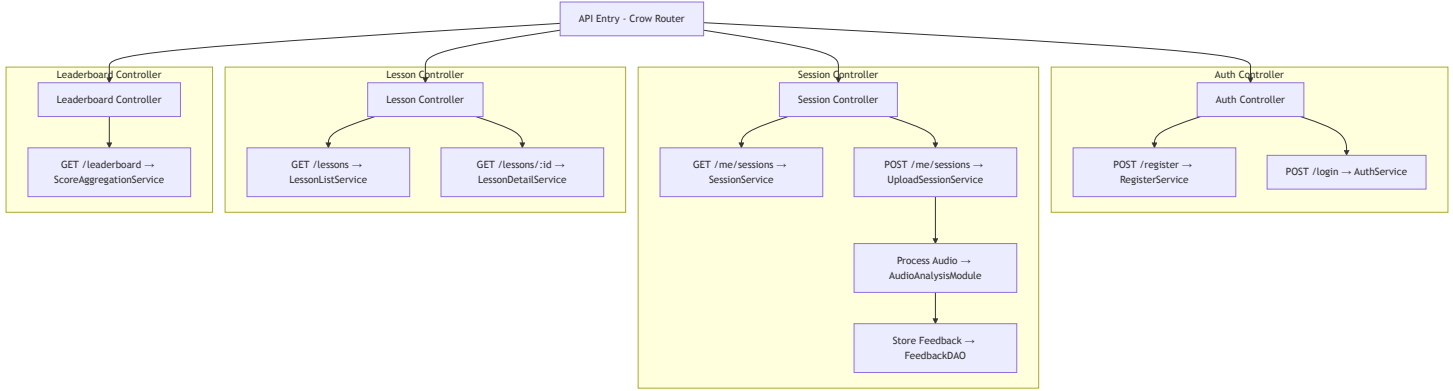 API Entry - Crow Router
Leaderboard Controller
Lesson Controller
Session Controller
Auth Controller
Leaderboard Controller
Lesson Controller
Session Controller
Auth Controller
GET /leaderboard →
ScoreAggregationService
GET /lessons →
LessonListService
GET /lessons/:id →
LessonDetailService
GET /me/sessions →
SessionService
POST /me/sessions →
UploadSessionService
POST /register →
RegisterService
POST /login → AuthService
Process Audio →
AudioAnalysisModule
Store Feedback →
FeedbackDAO